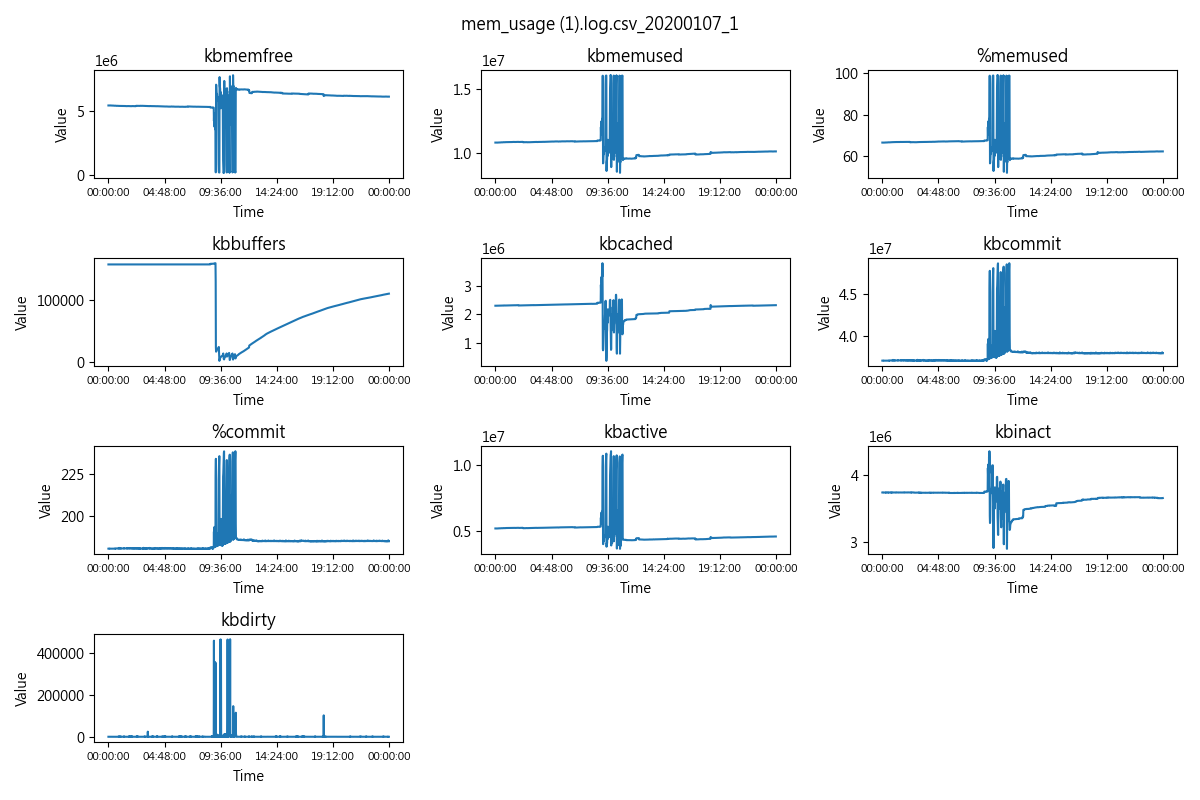 mem_usage (1).log.csv_20200107_1
kbmemfree
1e6
5
0
Value
00:00:00 04:48:00 09:36:00 14:24:00 19:12:00 00:00:00
Time
kbmemused
1e7
1.5
1.0
Value
00:00:00 04:48:00 09:36:00 14:24:00 19:12:00 00:00:00
Time
%memused
100
80
60
Value
00:00:00 04:48:00 09:36:00 14:24:00 19:12:00 00:00:00
Time
kbbuffers
100000
0
Value
00:00:00 04:48:00 09:36:00 14:24:00 19:12:00 00:00:00
Time
kbcached
1e6
3
2
1
Value
00:00:00 04:48:00 09:36:00 14:24:00 19:12:00 00:00:00
Time
kbcommit
1e7
4.5
4.0
Value
00:00:00 04:48:00 09:36:00 14:24:00 19:12:00 00:00:00
Time
%commit
225
200
Value
00:00:00 04:48:00 09:36:00 14:24:00 19:12:00 00:00:00
Time
kbactive
1e7
1.0
0.5
Value
00:00:00 04:48:00 09:36:00 14:24:00 19:12:00 00:00:00
Time
kbinact
1e6
4
3
Value
00:00:00 04:48:00 09:36:00 14:24:00 19:12:00 00:00:00
Time
kbdirty
400000
200000
0
Value
00:00:00 04:48:00 09:36:00 14:24:00 19:12:00 00:00:00
Time